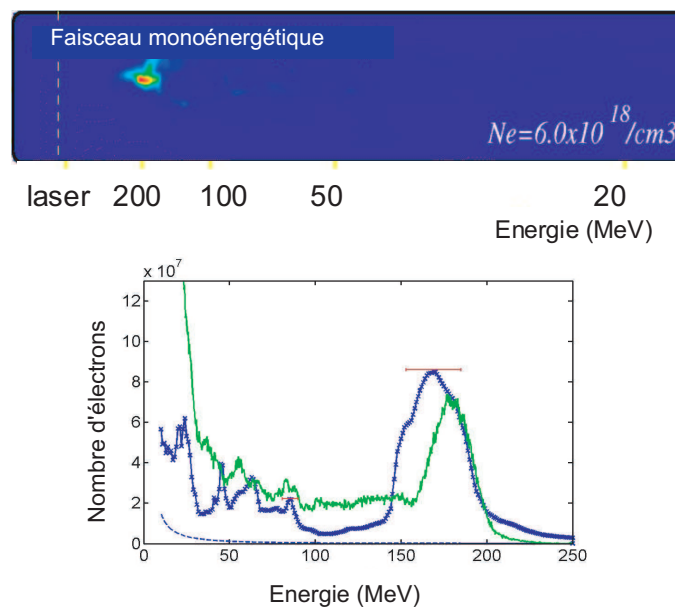 Faisceau monoénergétique
Ne=6.0x10 18/cm3
laser 200 100 50 20
Energie (MeV)
x 10 7
12
10
8
6
4
2
0
Nombre d'électrons
0 50 100 150 200 250
Energie (MeV)